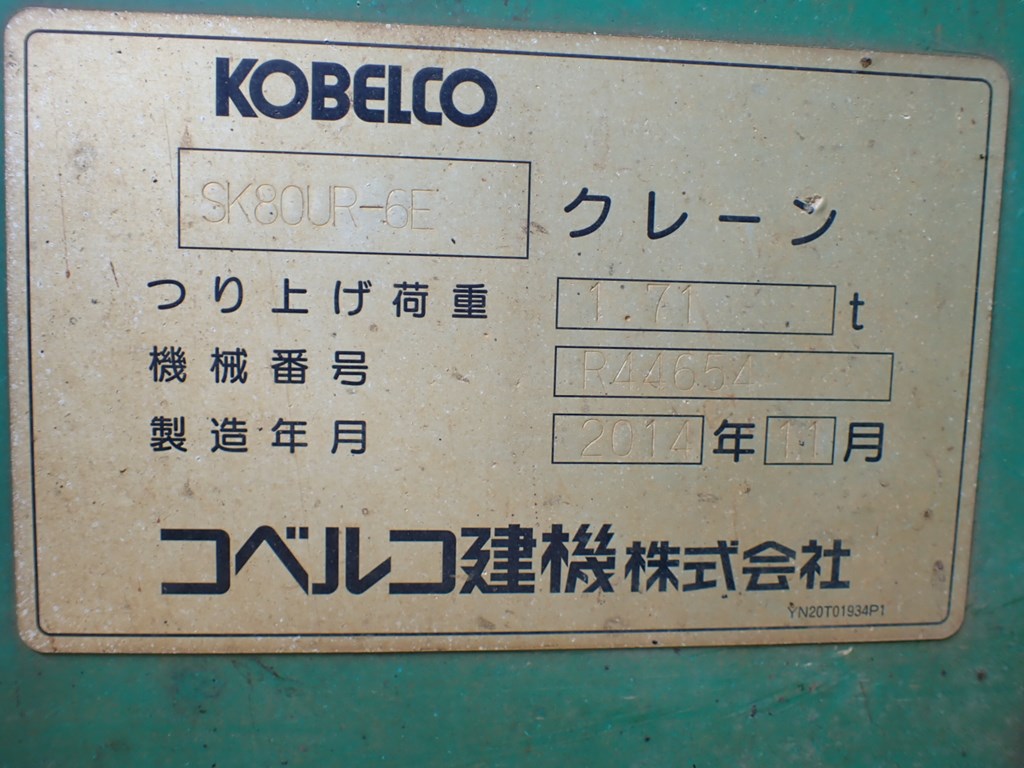 KOBELCO
SK80UR-6E クレーン
つり上げ荷重 1.71 t
機械番号 R44654
製造年月 2014 年 11 月
コベルコ建機株式会社
YN20T01934P1